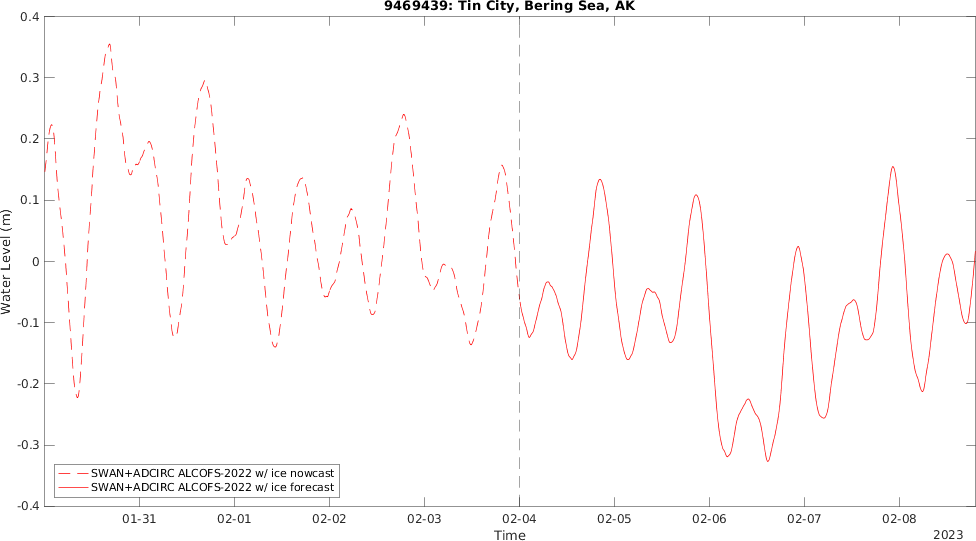 9469439: Tin City, Bering Sea, AK
0.4
0.3
0.2
0.1
0
-0.1
-0.2
-0.3
-0.4
Water Level (m)
SWAN+ADCIRC ALCOFS-2022 w/ ice nowcast
SWAN+ADCIRC ALCOFS-2022 w/ ice forecast
01-31 02-01 02-02 02-03 02-04 02-05 02-06 02-07 02-08
Time
2023